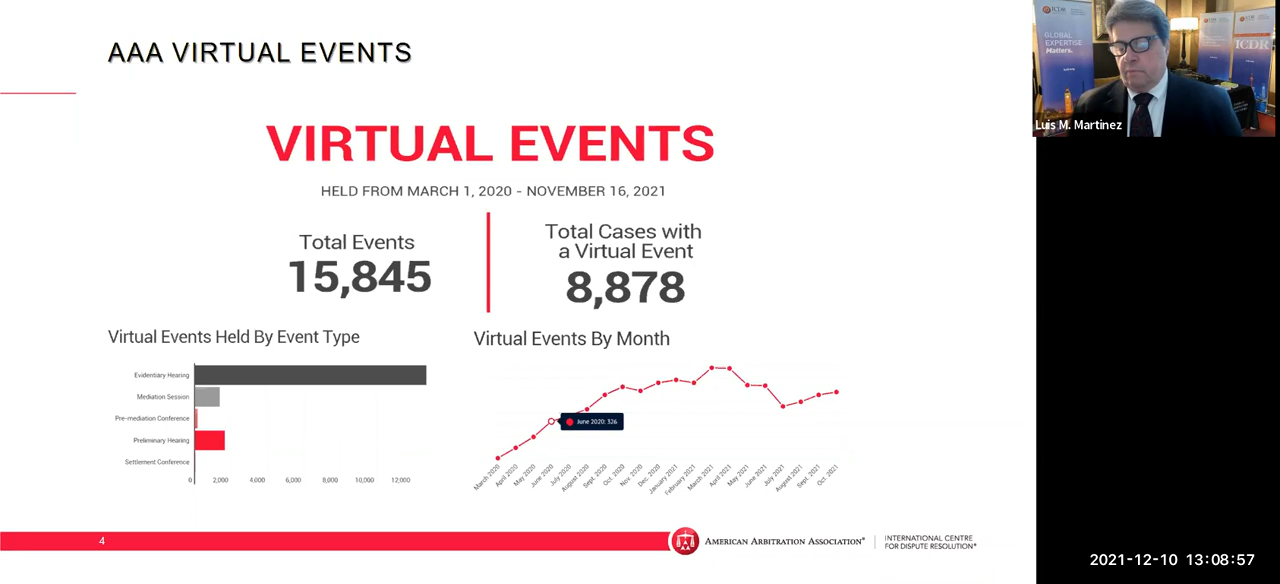 AAA VIRTUAL EVENTS
VIRTUAL EVENTS
HELD FROM MARCH 1, 2020 - NOVEMBER 16, 2021
Total Events
15,845
Total Cases with
a Virtual Event
8,878
Virtual Events Held By Event Type
Evidentiary Hearing
Mediation Session
Pre-mediation Conference
Preliminary Hearing
Settlement Conference
0 2,000 4,000 6,000 8,000 10,000 12,000
Virtual Events By Month
June 2020: 326
March 2020
April 2020
May 2020
June 2020
July 2020
August 2020
Sept. 2020
Oct. 2020
Nov. 2020
Dec. 2020
January 2021
February 2021
March 2021
April 2021
May 2021
June 2021
July 2021
August 2021
Sept. 2021
Oct. 2021
4
AMERICAN ARBITRATION ASSOCIATION®
INTERNATIONAL CENTRE
FOR DISPUTE RESOLUTION®
ICDR
GLOBAL
EXPERTISE
Matters.
ICDR
Luis M. Martinez
2021-12-10 13:08:57